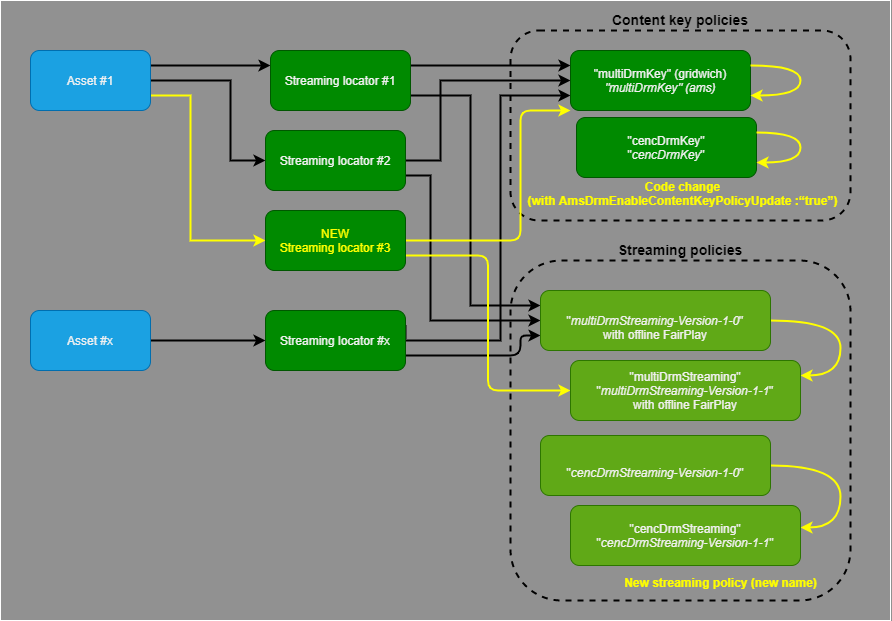 Content key policies
Asset #1
Streaming locator #1
"multiDrmKey" (gridwich)
"multiDrmKey" (ams)
Streaming locator #2
"cencDrmKey"
"cencDrmKey"
Code change
(with AmsDrmEnableContentKeyPolicyUpdate :“true”)
NEW
Streaming locator #3
Streaming policies
Asset #x
Streaming locator #x
"multiDrmStreaming-Version-1-0"
with offline FairPlay
"multiDrmStreaming"
"multiDrmStreaming-Version-1-1"
with offline FairPlay
"cencDrmStreaming-Version-1-0"
"cencDrmStreaming"
"cencDrmStreaming-Version-1-1"
New streaming policy (new name)